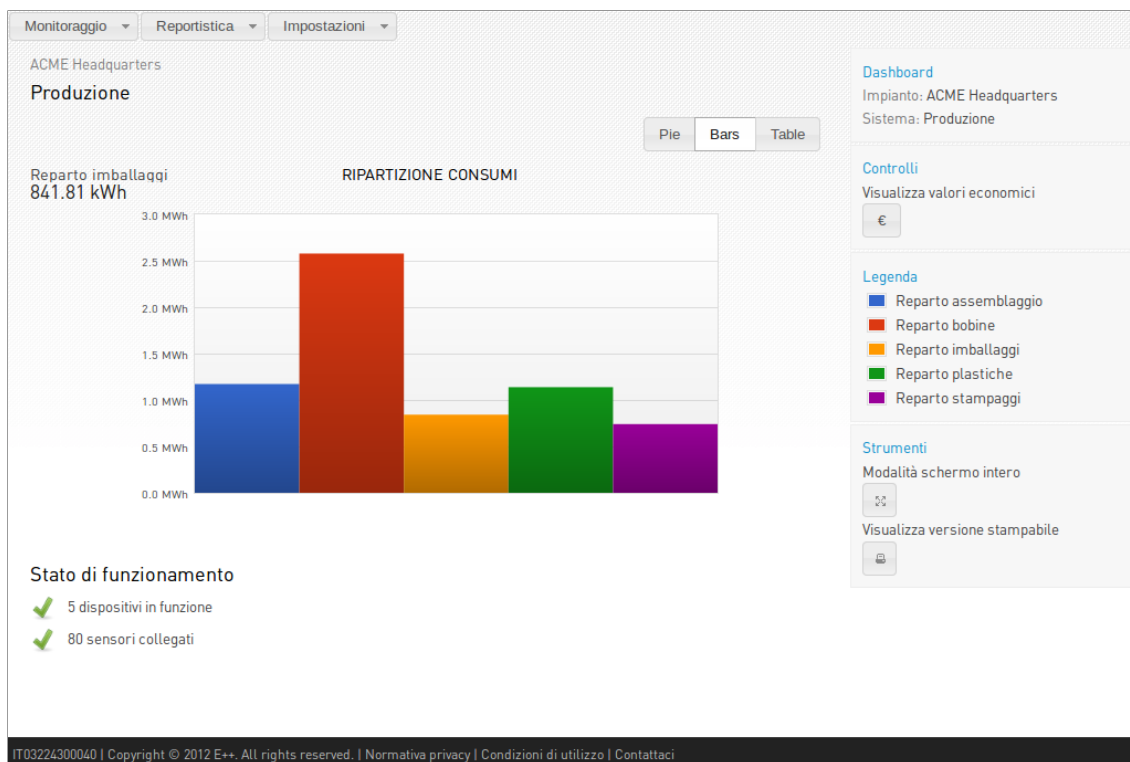 Monitoraggio Reportistica Impostazioni
ACME Headquarters
Produzione
Pie Bars Table
Reparto imballaggi
841.81 kWh
RIPARTIZIONE CONSUMI
3.0 MWh
2.5 MWh
2.0 MWh
1.5 MWh
1.0 MWh
0.5 MWh
0.0 MWh
Stato di funzionamento
5 dispositivi in funzione
80 sensori collegati
Dashboard
Impianto: ACME Headquarters
Sistema: Produzione
Controlli
Visualizza valori economici
€
Legenda
Reparto assemblaggio
Reparto bobine
Reparto imballaggi
Reparto plastiche
Reparto stampaggi
Strumenti
Modalità schermo intero
Visualizza versione stampabile
IT03224300040 | Copyright © 2012 E++. All rights reserved. | Normativa privacy | Condizioni di utilizzo | Contattaci